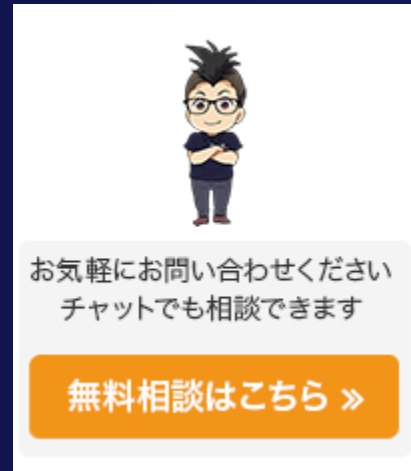 お気軽にお問い合わせください
チャットでも相談できます
無料相談はこちら »